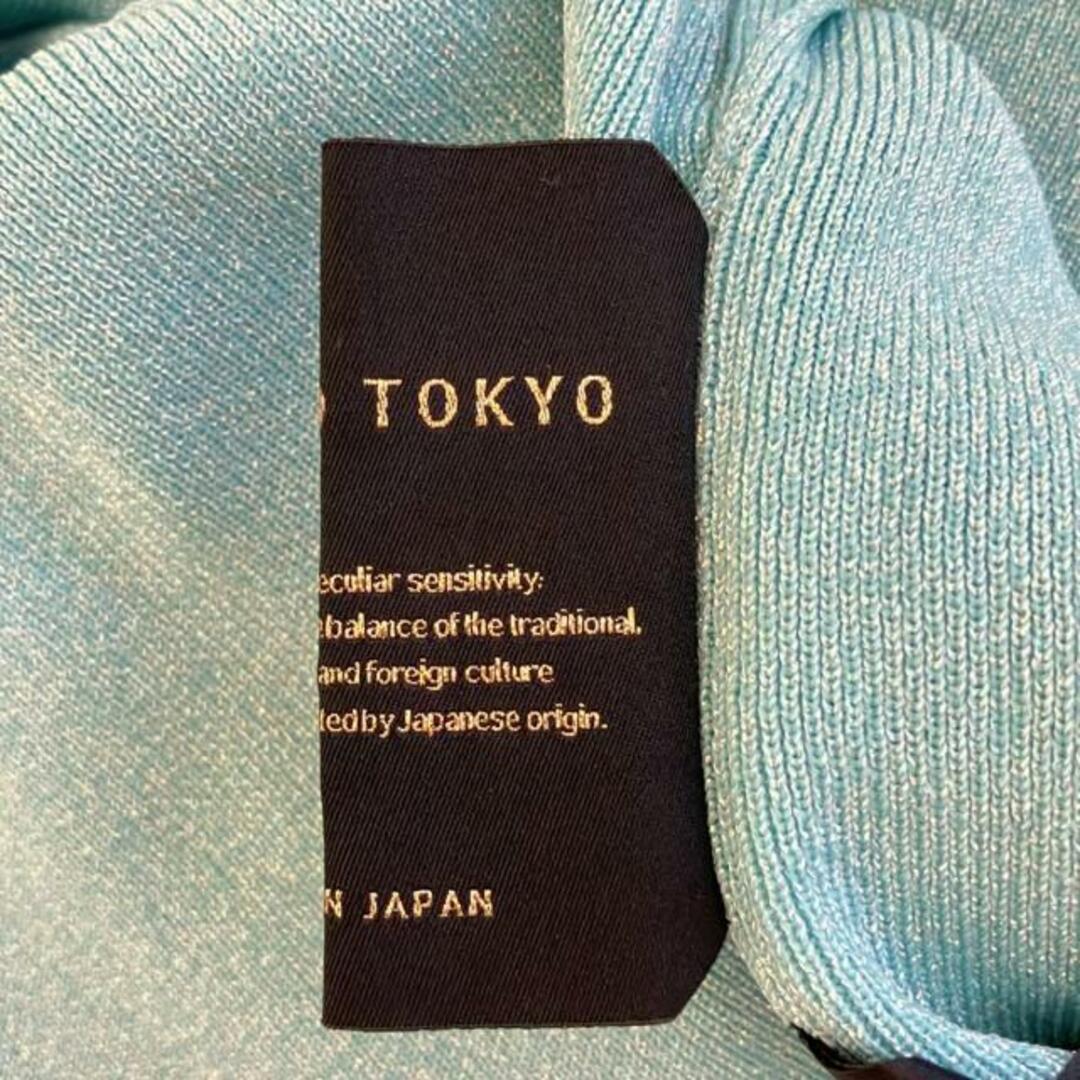 TOKYO
eculiar sensitivity:
balance of the traditional,
and foreign culture
ted by Japanese origin.
N JAPAN